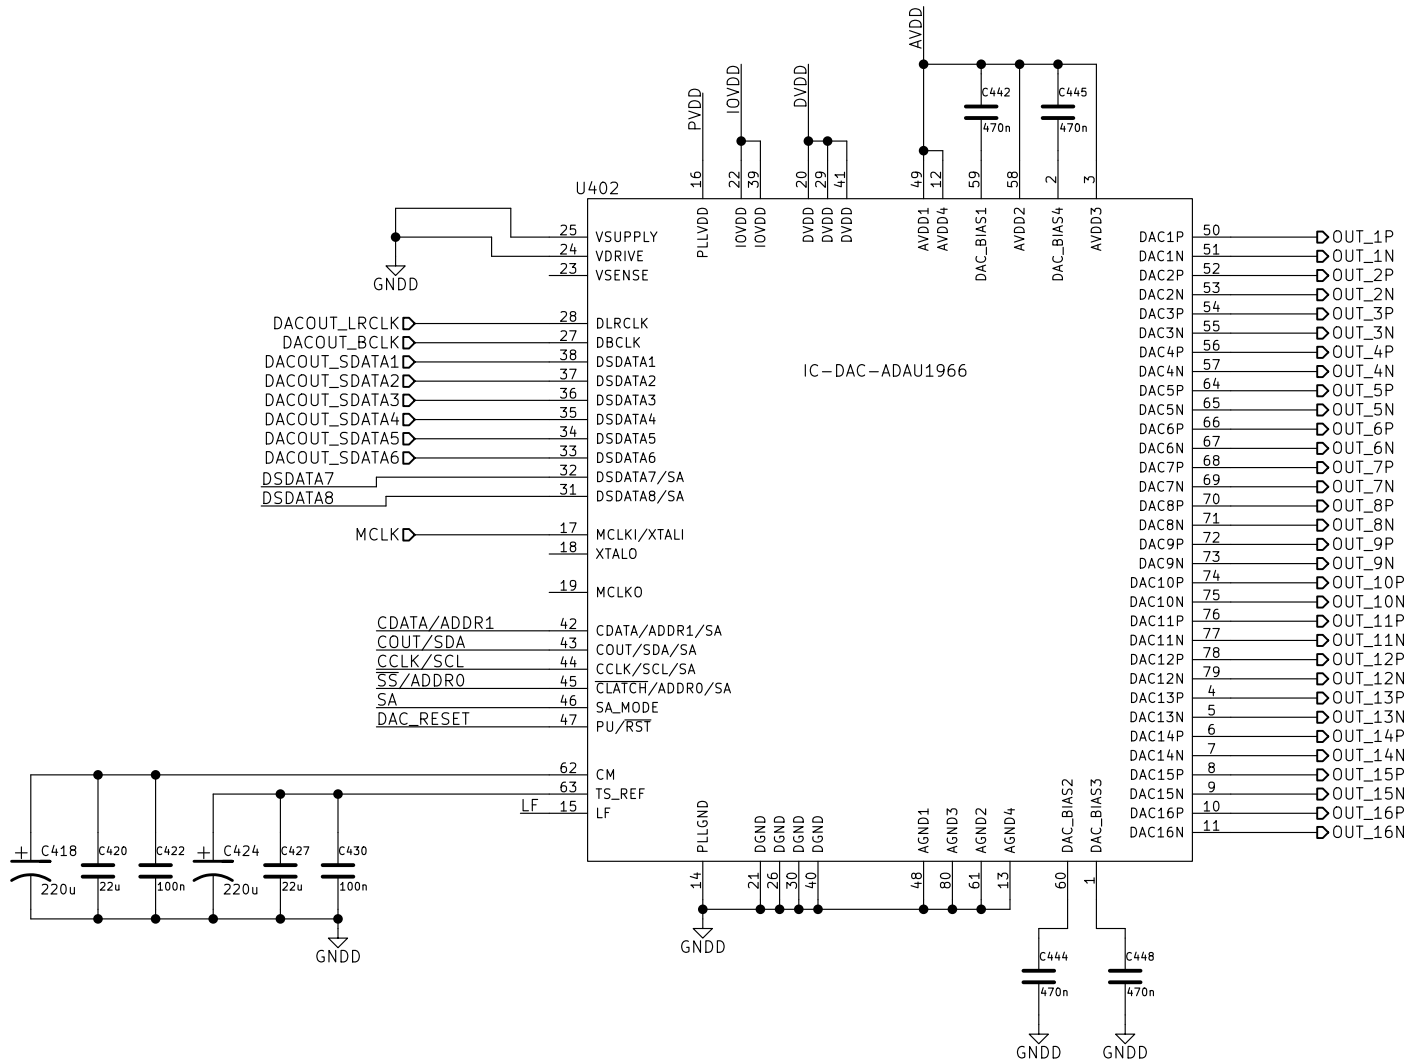 AVDD
PVDD
IOVDD
DVDD
C442
470n
C445
470n
16
22
39
20
29
41
49
12
59
58
2
3
U402
PLLVDD
IOVDD
IOVDD
DVDD
DVDD
DVDD
AVDD1
AVDD4
DAC_BIAS1
AVDD2
DAC_BIAS4
AVDD3
IC-DAC-ADAU1966
25 VSUPPLY
24 VDRIVE
23 VSENSE
GNDD
DACOUT_LRCLK 28 DLRCLK
DACOUT_BCLK 27 DBCLK
DACOUT_SDATA1 38 DSDATA1
DACOUT_SDATA2 37 DSDATA2
DACOUT_SDATA3 36 DSDATA3
DACOUT_SDATA4 35 DSDATA4
DACOUT_SDATA5 34 DSDATA5
DACOUT_SDATA6 33 DSDATA6
DSDATA7 32 DSDATA7/SA
DSDATA8 31 DSDATA8/SA
MCLK 17 MCLKI/XTALI
18 XTALO
19 MCLKO
CDATA/ADDR1 42 CDATA/ADDR1/SA
COUT/SDA 43 COUT/SDA/SA
CCLK/SCL 44 CCLK/SCL/SA
SS/ADDR0 45 CLATCH/ADDR0/SA
SA 46 SA_MODE
DAC_RESET 47 PU/RST
62 CM
63 TS_REF
LF 15 LF
DAC1P 50 OUT_1P
DAC1N 51 OUT_1N
DAC2P 52 OUT_2P
DAC2N 53 OUT_2N
DAC3P 54 OUT_3P
DAC3N 55 OUT_3N
DAC4P 56 OUT_4P
DAC4N 57 OUT_4N
DAC5P 64 OUT_5P
DAC5N 65 OUT_5N
DAC6P 66 OUT_6P
DAC6N 67 OUT_6N
DAC7P 68 OUT_7P
DAC7N 69 OUT_7N
DAC8P 70 OUT_8P
DAC8N 71 OUT_8N
DAC9P 72 OUT_9P
DAC9N 73 OUT_9N
DAC10P 74 OUT_10P
DAC10N 75 OUT_10N
DAC11P 76 OUT_11P
DAC11N 77 OUT_11N
DAC12P 78 OUT_12P
DAC12N 79 OUT_12N
DAC13P 4 OUT_13P
DAC13N 5 OUT_13N
DAC14P 6 OUT_14P
DAC14N 7 OUT_14N
DAC15P 8 OUT_15P
DAC15N 9 OUT_15N
DAC16P 10 OUT_16P
DAC16N 11 OUT_16N
+ C418
220u
C420
22u
C422
100n
+ C424
220u
C427
22u
C430
100n
GNDD
PLLGND
DGND
DGND
DGND
DGND
AGND1
AGND3
AGND2
AGND4
DAC_BIAS2
DAC_BIAS3
14
21
26
30
40
48
80
61
13
60
1
GNDD
C444
470n
C448
470n
GNDD
GNDD